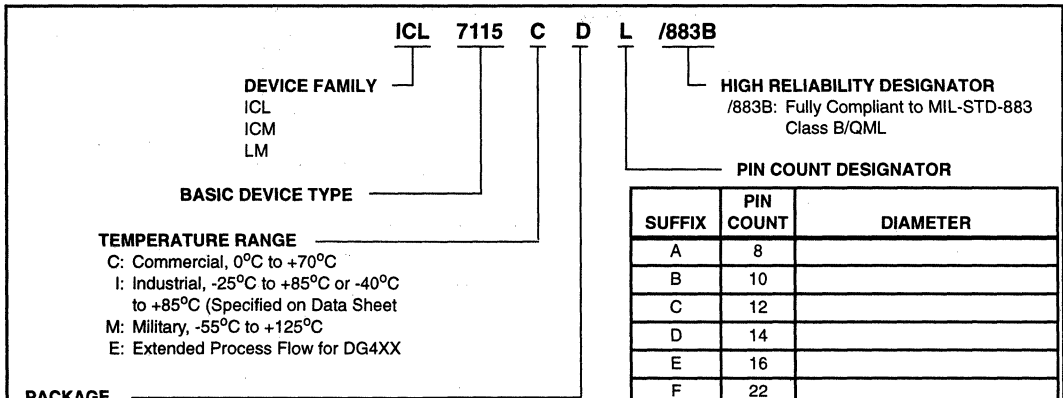 ICL 7115 C D L /883B
DEVICE FAMILY
ICL
ICM
LM
HIGH RELIABILITY DESIGNATOR
/883B: Fully Compliant to MIL-STD-883
Class B/QML
BASIC DEVICE TYPE
PIN COUNT DESIGNATOR
TEMPERATURE RANGE
C: Commercial, 0°C to +70°C
I: Industrial, -25°C to +85°C or -40°C
to +85°C (Specified on Data Sheet
M: Military, -55°C to +125°C
E: Extended Process Flow for DG4XX
PACKAGE
SUFFIX PIN COUNT DIAMETER
A 8
B 10
C 12
D 14
E 16
F 22